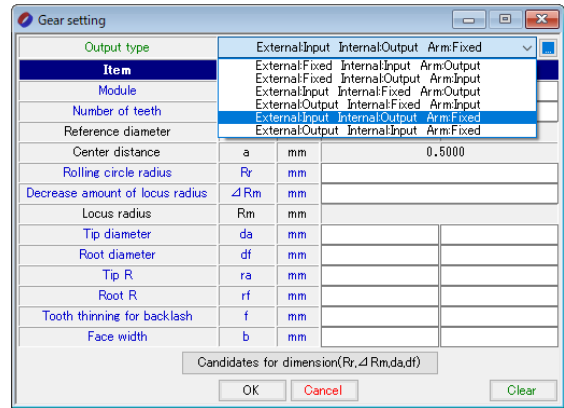 Gear setting
Output type External:Input Internal:Output Arm:Fixed ...
Item
External:Fixed Internal:Input Arm:Output
External:Fixed Internal:Output Arm:Input
External:Input Internal:Fixed Arm:Output
External:Output Internal:Fixed Arm:Input
External:Input Internal:Output Arm:Fixed
External:Output Internal:Input Arm:Fixed
Module
Number of teeth
Reference diameter
Center distance a mm 0.5000
Rolling circle radius Rr mm
Decrease amount of locus radius ⊿Rm mm
Locus radius Rm mm
Tip diameter da mm
Root diameter df mm
Tip R ra mm
Root R rf mm
Tooth thinning for backlash f mm
Face width b mm
Candidates for dimension(Rr,⊿Rm,da,df)
OK Cancel Clear